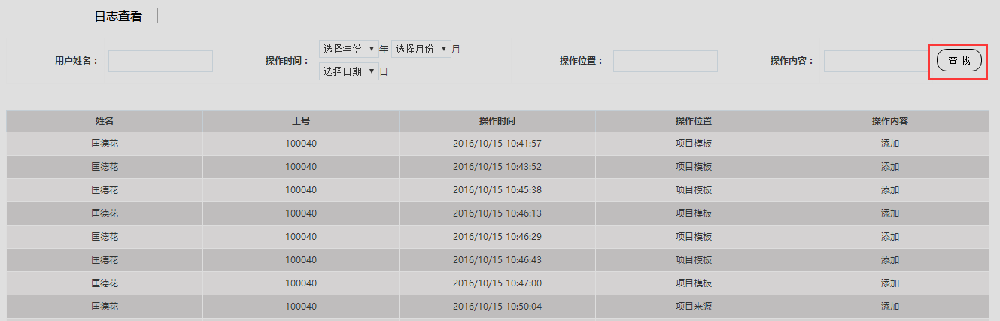 日志查看
用户姓名： 操作时间： 选择年份 年 选择月份 月 操作位置： 操作内容： 查 找
选择日期 日
姓名 工号 操作时间 操作位置 操作内容
匡德花 100040 2016/10/15 10:41:57 项目模板 添加
匡德花 100040 2016/10/15 10:43:52 项目模板 添加
匡德花 100040 2016/10/15 10:45:38 项目模板 添加
匡德花 100040 2016/10/15 10:46:13 项目模板 添加
匡德花 100040 2016/10/15 10:46:29 项目模板 添加
匡德花 100040 2016/10/15 10:46:43 项目模板 添加
匡德花 100040 2016/10/15 10:47:00 项目模板 添加
匡德花 100040 2016/10/15 10:50:04 项目来源 添加